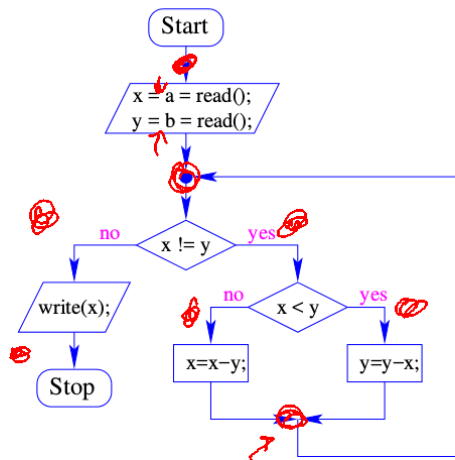 Start
x = a = read();
y = b = read();
no
x != y
yes
no
x < y
yes
write(x);
x=x−y;
y=y−x;
Stop